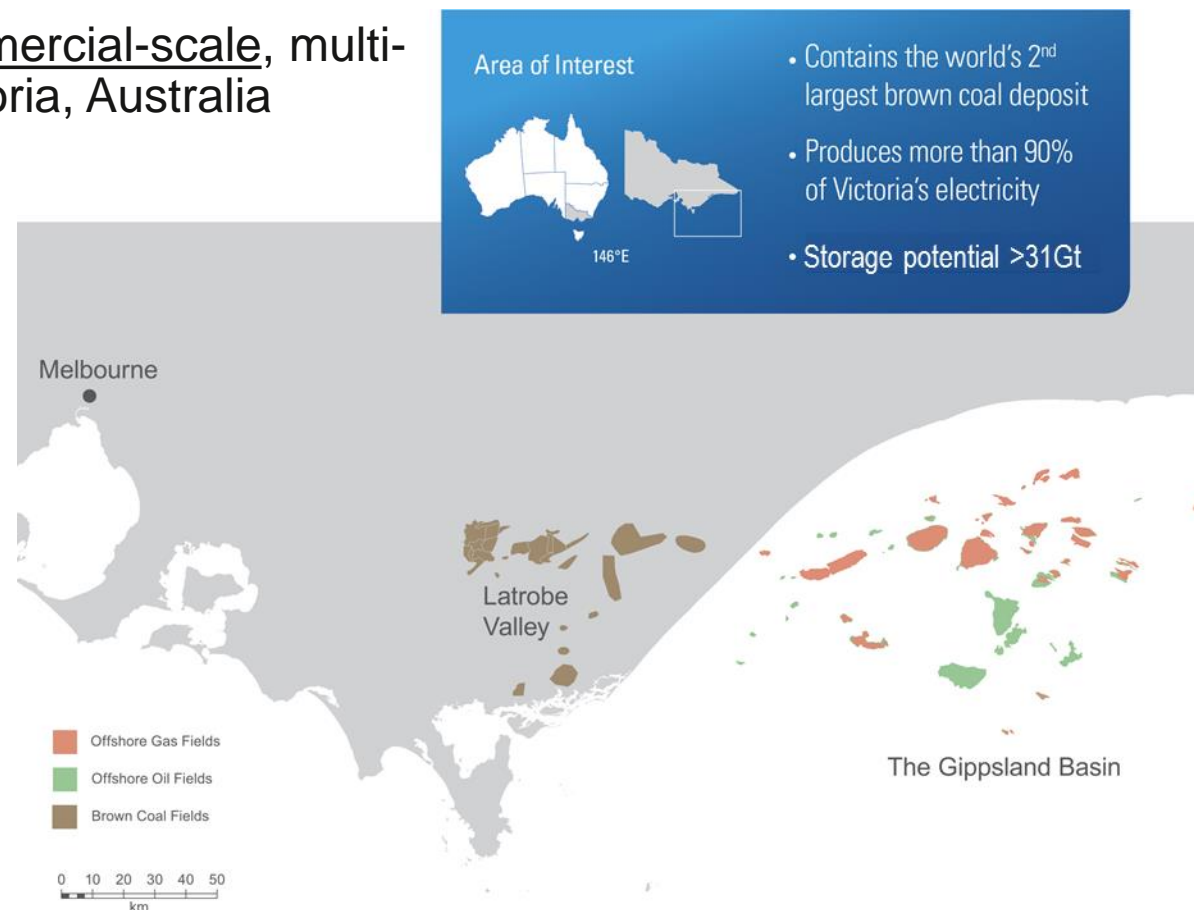 mercial-scale, multi-
oria, Australia
Area of Interest
146°E
• Contains the world's 2nd
largest brown coal deposit
• Produces more than 90%
of Victoria's electricity
• Storage potential >31Gt
Melbourne
Latrobe
Valley
The Gippsland Basin
Offshore Gas Fields
Offshore Oil Fields
Brown Coal Fields
0 10 20 30 40 50
km